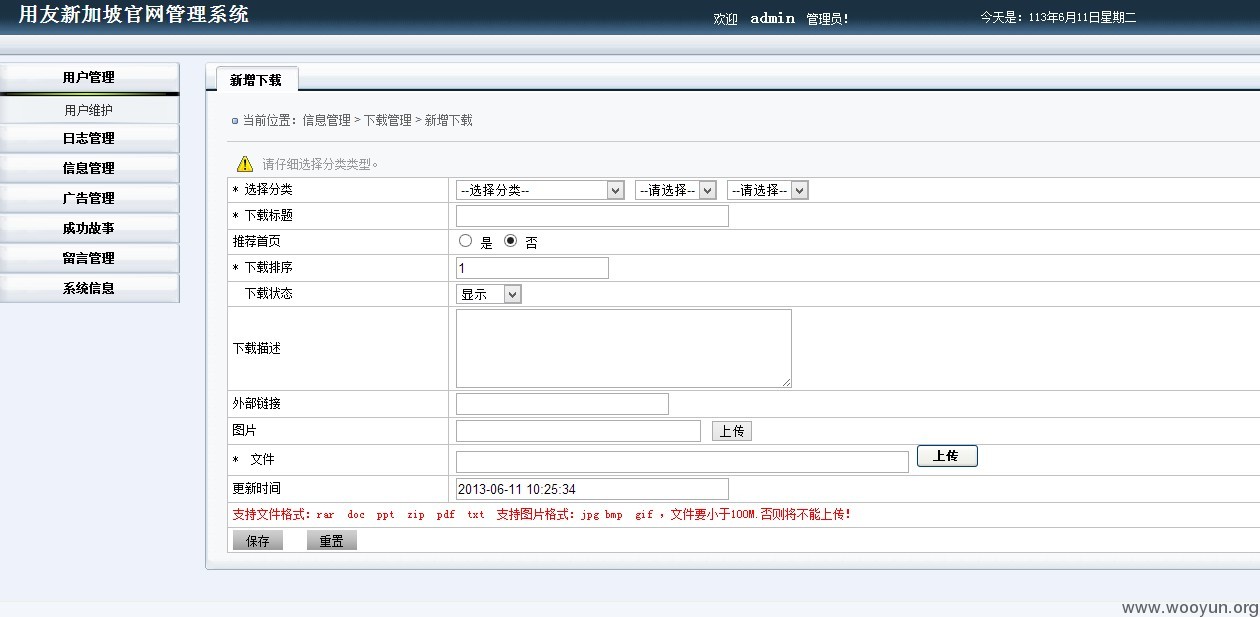 用友新加坡官网管理系统
欢迎 admin 管理员! 今天是: 113年6月11日星期二
用户管理
用户维护
日志管理
信息管理
广告管理
成功故事
留言管理
系统信息
新增下载
当前位置: 信息管理 > 下载管理 > 新增下载
请仔细选择分类类型。
* 选择分类 --选择分类-- --请选择-- --请选择--
* 下载标题
推荐首页 是 否
* 下载排序 1
下载状态 显示
下载描述
外部链接
图片 上传
* 文件 上传
更新时间 2013-06-11 10:25:34
支持文件格式: rar doc ppt zip pdf txt 支持图片格式: jpg bmp gif , 文件要小于100M.否则将不能上传!
保存 重置
www.wooyun.org